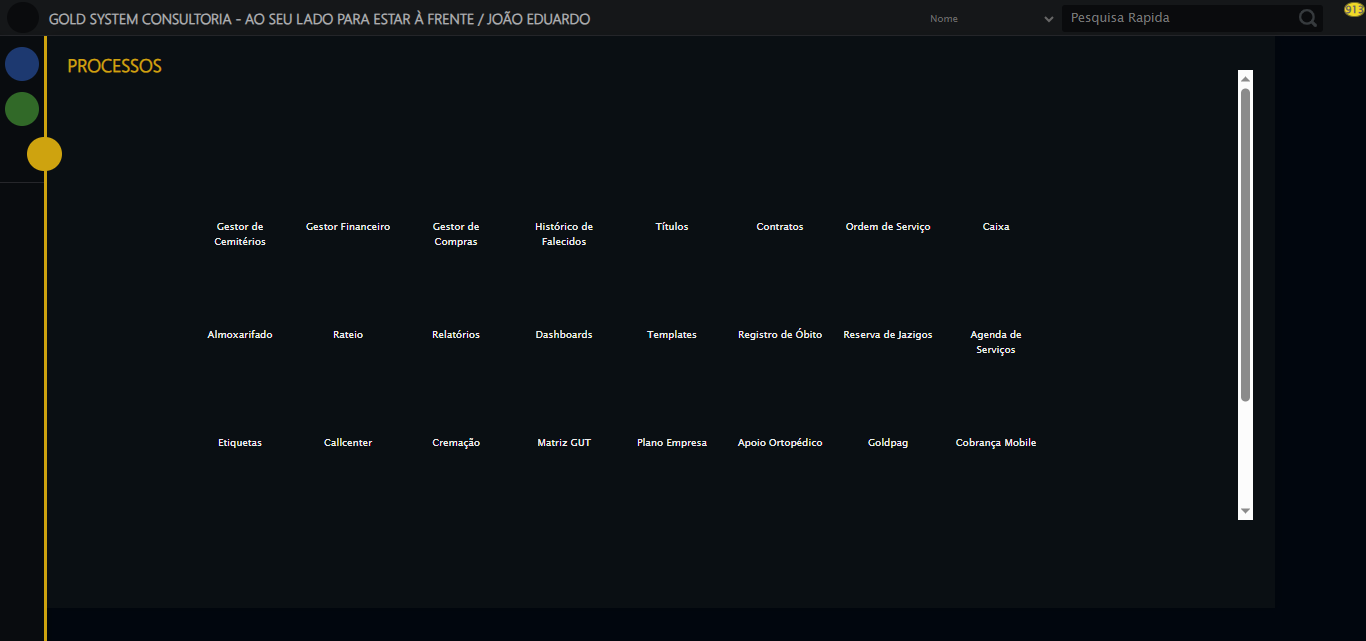 GOLD SYSTEM CONSULTORIA - AO SEU LADO PARA ESTAR À FRENTE / JOÃO EDUARDO
Nome
Pesquisa Rapida
913
PROCESSOS
Gestor de
Cemitérios
Gestor Financeiro
Gestor de
Compras
Histórico de
Falecidos
Títulos
Contratos
Ordem de Serviço
Caixa
Almoxarifado
Rateio
Relatórios
Dashboards
Templates
Registro de Óbito
Reserva de Jazigos
Agenda de
Serviços
Etiquetas
Callcenter
Cremação
Matriz GUT
Plano Empresa
Apoio Ortopédico
Goldpag
Cobrança Mobile